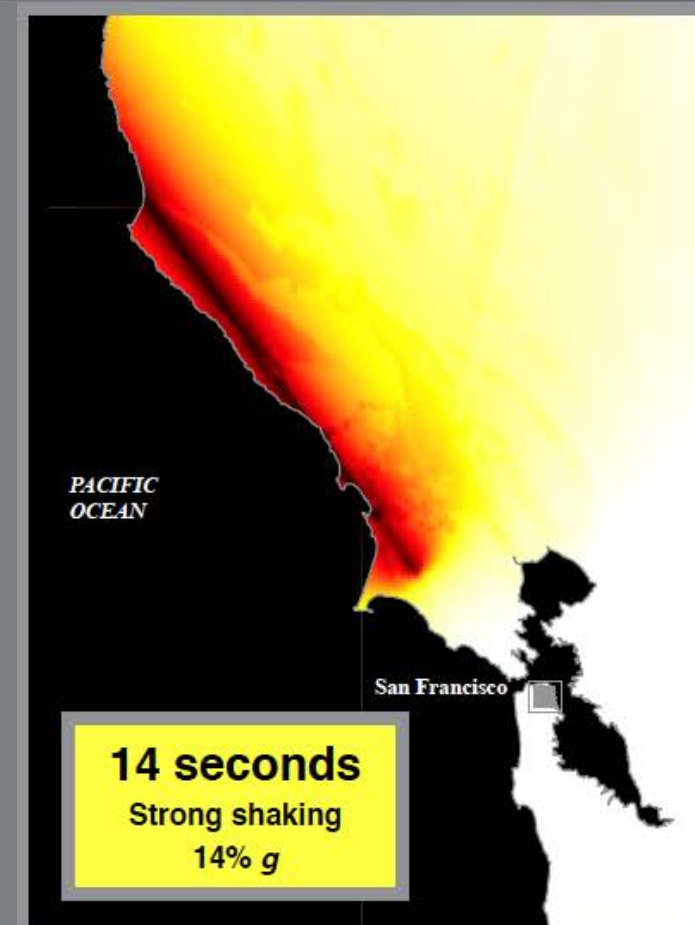 PACIFIC
OCEAN
San Francisco
14 seconds
Strong shaking
14% g